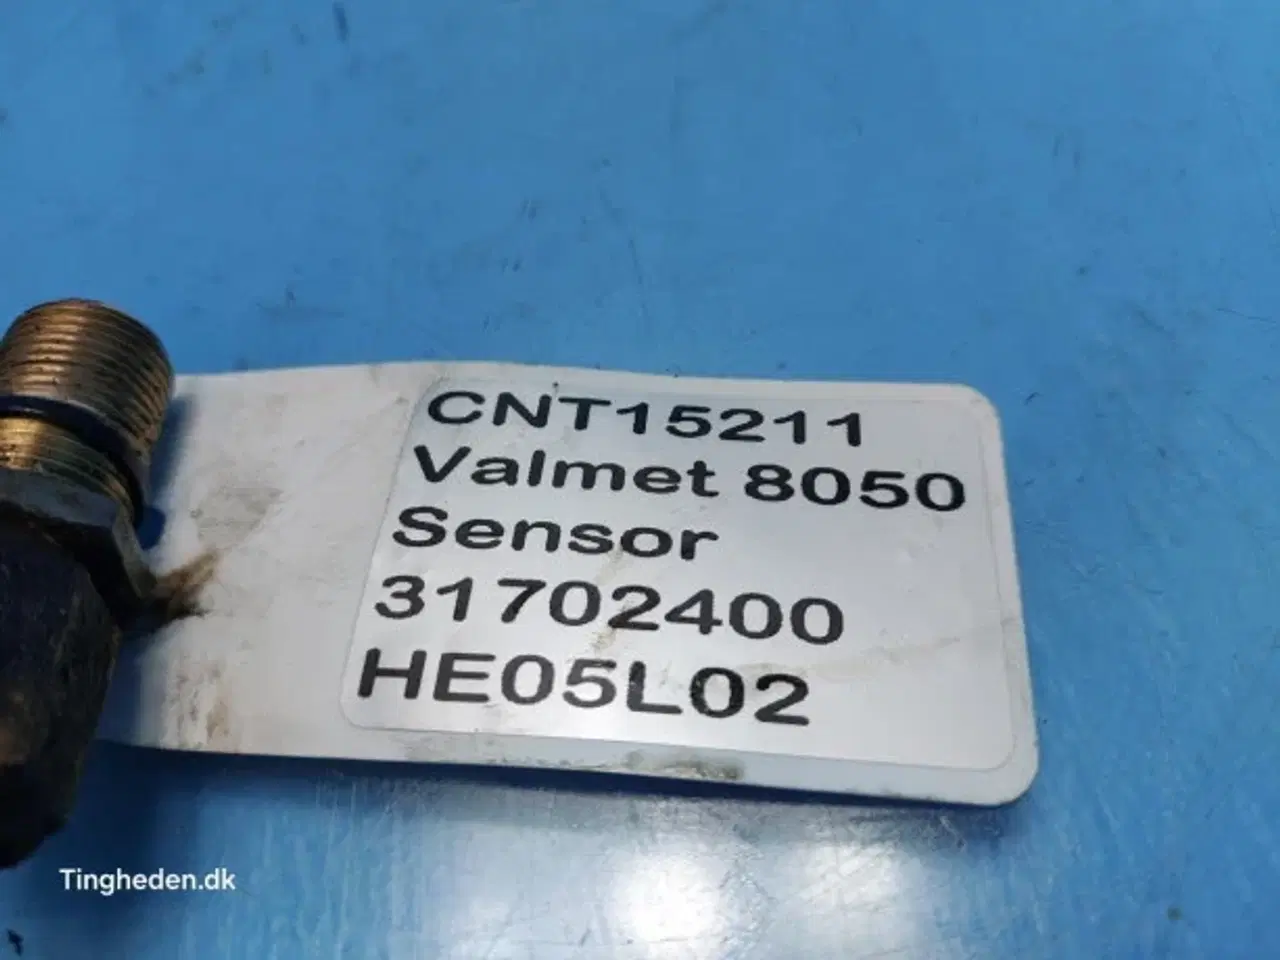 CNT15211
Valmet 8050
Sensor
31702400
HE05L02
Tingheden.dk